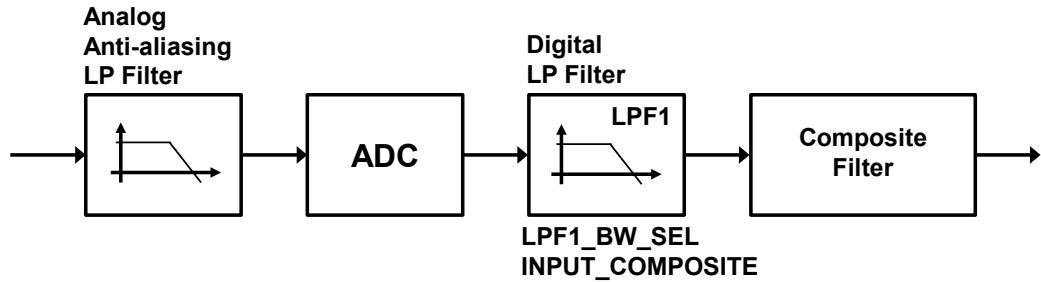 Analog
Anti-aliasing
LP Filter
ADC
Digital
LP Filter
LPF1
LPF1_BW_SEL
INPUT_COMPOSITE
Composite
Filter